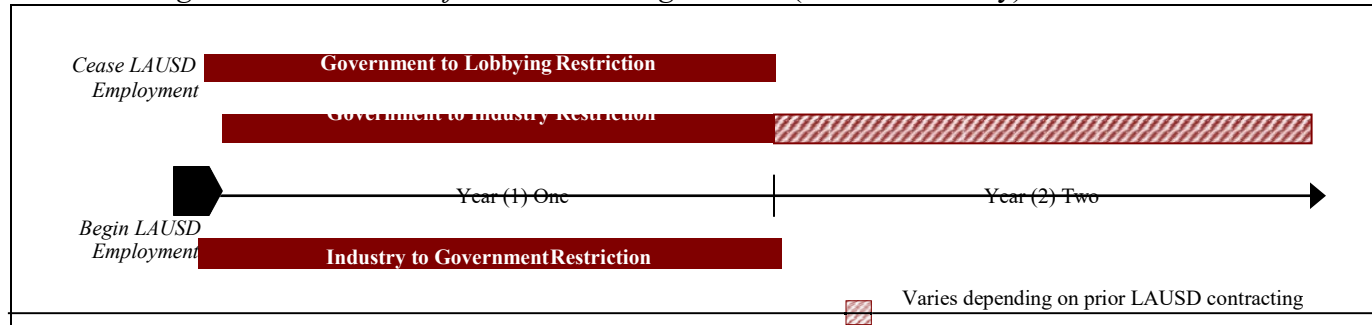 Cease LAUSD
Employment
Government to Lobbying Restriction
Government to Industry Restriction
Year (1) One
Year (2) Two
Begin LAUSD
Employment
Industry to GovernmentRestriction
Varies depending on prior LAUSD contracting